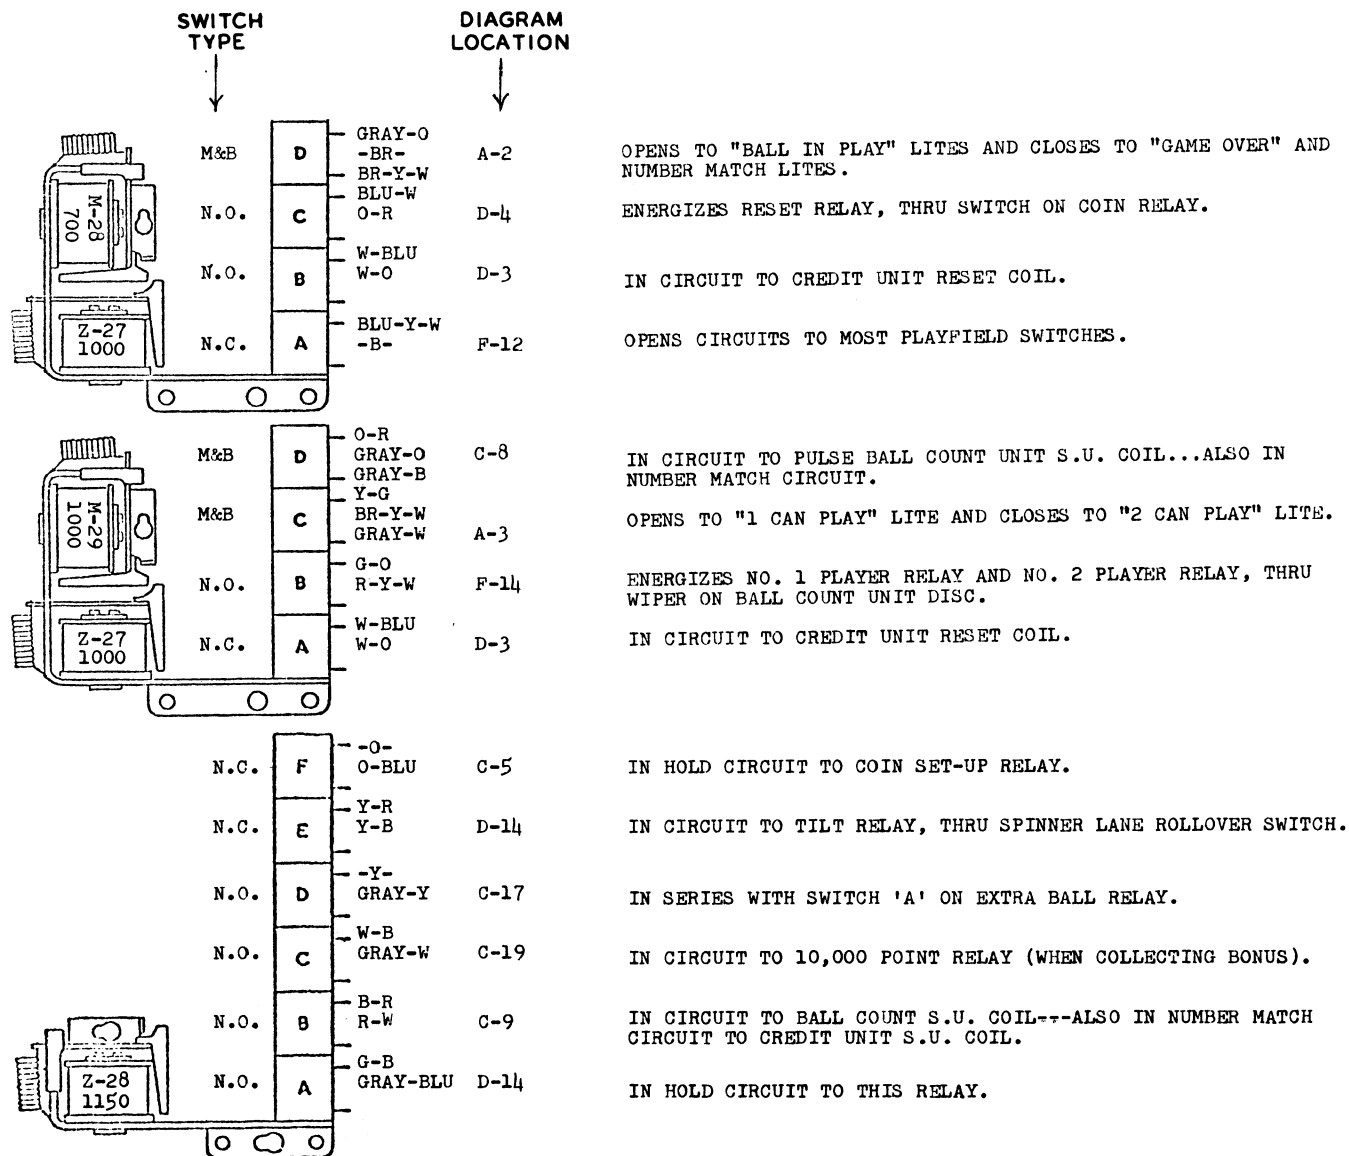 SWITCH TYPE
DIAGRAM LOCATION
M-28 700
Z-27 1000
M&B D GRAY-O -BR- BR-Y-W A-2 OPENS TO "BALL IN PLAY" LITES AND CLOSES TO "GAME OVER" AND
NUMBER MATCH LITES.
N.O. C BLU-W O-R D-4 ENERGIZES RESET RELAY, THRU SWITCH ON COIN RELAY.
N.O. B W-BLU W-O D-3 IN CIRCUIT TO CREDIT UNIT RESET COIL.
N.C. A BLU-Y-W -B- F-12 OPENS CIRCUITS TO MOST PLAYFIELD SWITCHES.
M-29 1000
Z-27 1000
M&B D O-R GRAY-O GRAY-B C-8 IN CIRCUIT TO PULSE BALL COUNT UNIT S.U. COIL...ALSO IN
NUMBER MATCH CIRCUIT.
M&B C Y-G BR-Y-W GRAY-W A-3 OPENS TO "1 CAN PLAY" LITE AND CLOSES TO "2 CAN PLAY" LITE.
N.O. B G-O R-Y-W F-14 ENERGIZES NO. 1 PLAYER RELAY AND NO. 2 PLAYER RELAY, THRU
WIPER ON BALL COUNT UNIT DISC.
N.C. A W-BLU W-O D-3 IN CIRCUIT TO CREDIT UNIT RESET COIL.
N.C. F -O- O-BLU C-5 IN HOLD CIRCUIT TO COIN SET-UP RELAY.
N.C. E Y-R Y-B D-14 IN CIRCUIT TO TILT RELAY, THRU SPINNER LANE ROLLOVER SWITCH.
N.O. D -Y- GRAY-Y C-17 IN SERIES WITH SWITCH 'A' ON EXTRA BALL RELAY.
N.O. C W-B GRAY-W C-19 IN CIRCUIT TO 10,000 POINT RELAY (WHEN COLLECTING BONUS).
N.O. B B-R R-W C-9 IN CIRCUIT TO BALL COUNT S.U. COIL---ALSO IN NUMBER MATCH
CIRCUIT TO CREDIT UNIT S.U. COIL.
Z-28 1150
N.O. A G-B GRAY-BLU D-14 IN HOLD CIRCUIT TO THIS RELAY.